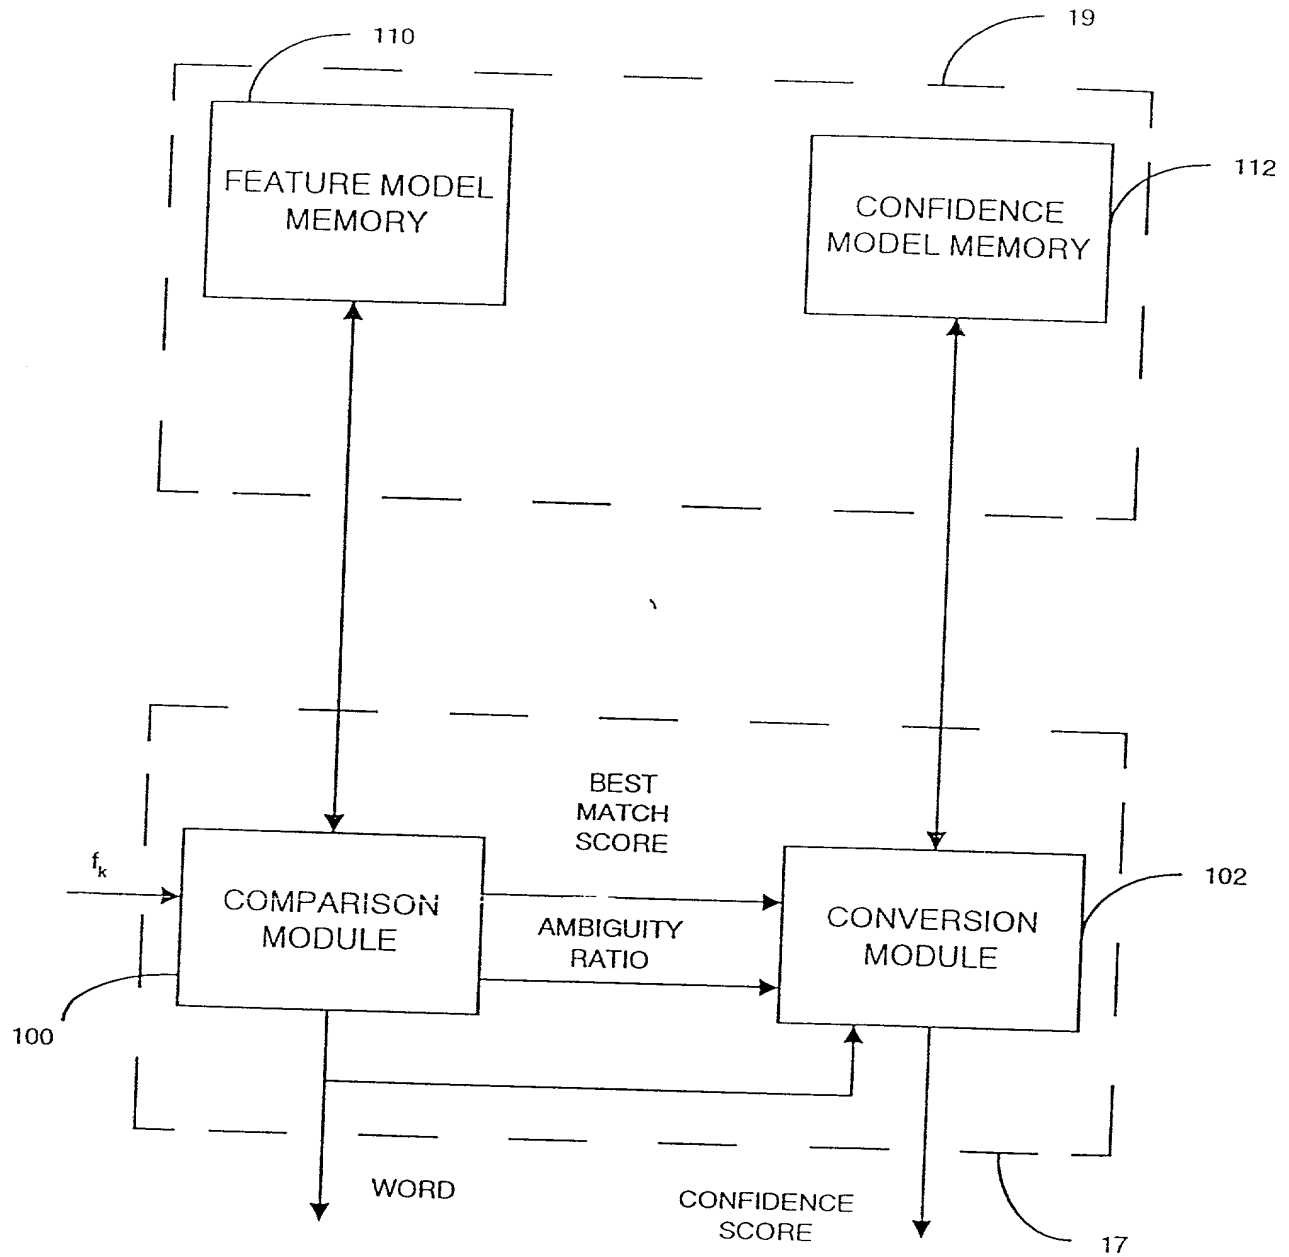 19
110
112
FEATURE MODEL
MEMORY
CONFIDENCE
MODEL MEMORY
BEST
MATCH
SCORE
f_k
102
COMPARISON
MODULE
AMBIGUITY
RATIO
CONVERSION
MODULE
100
WORD
CONFIDENCE
SCORE
17